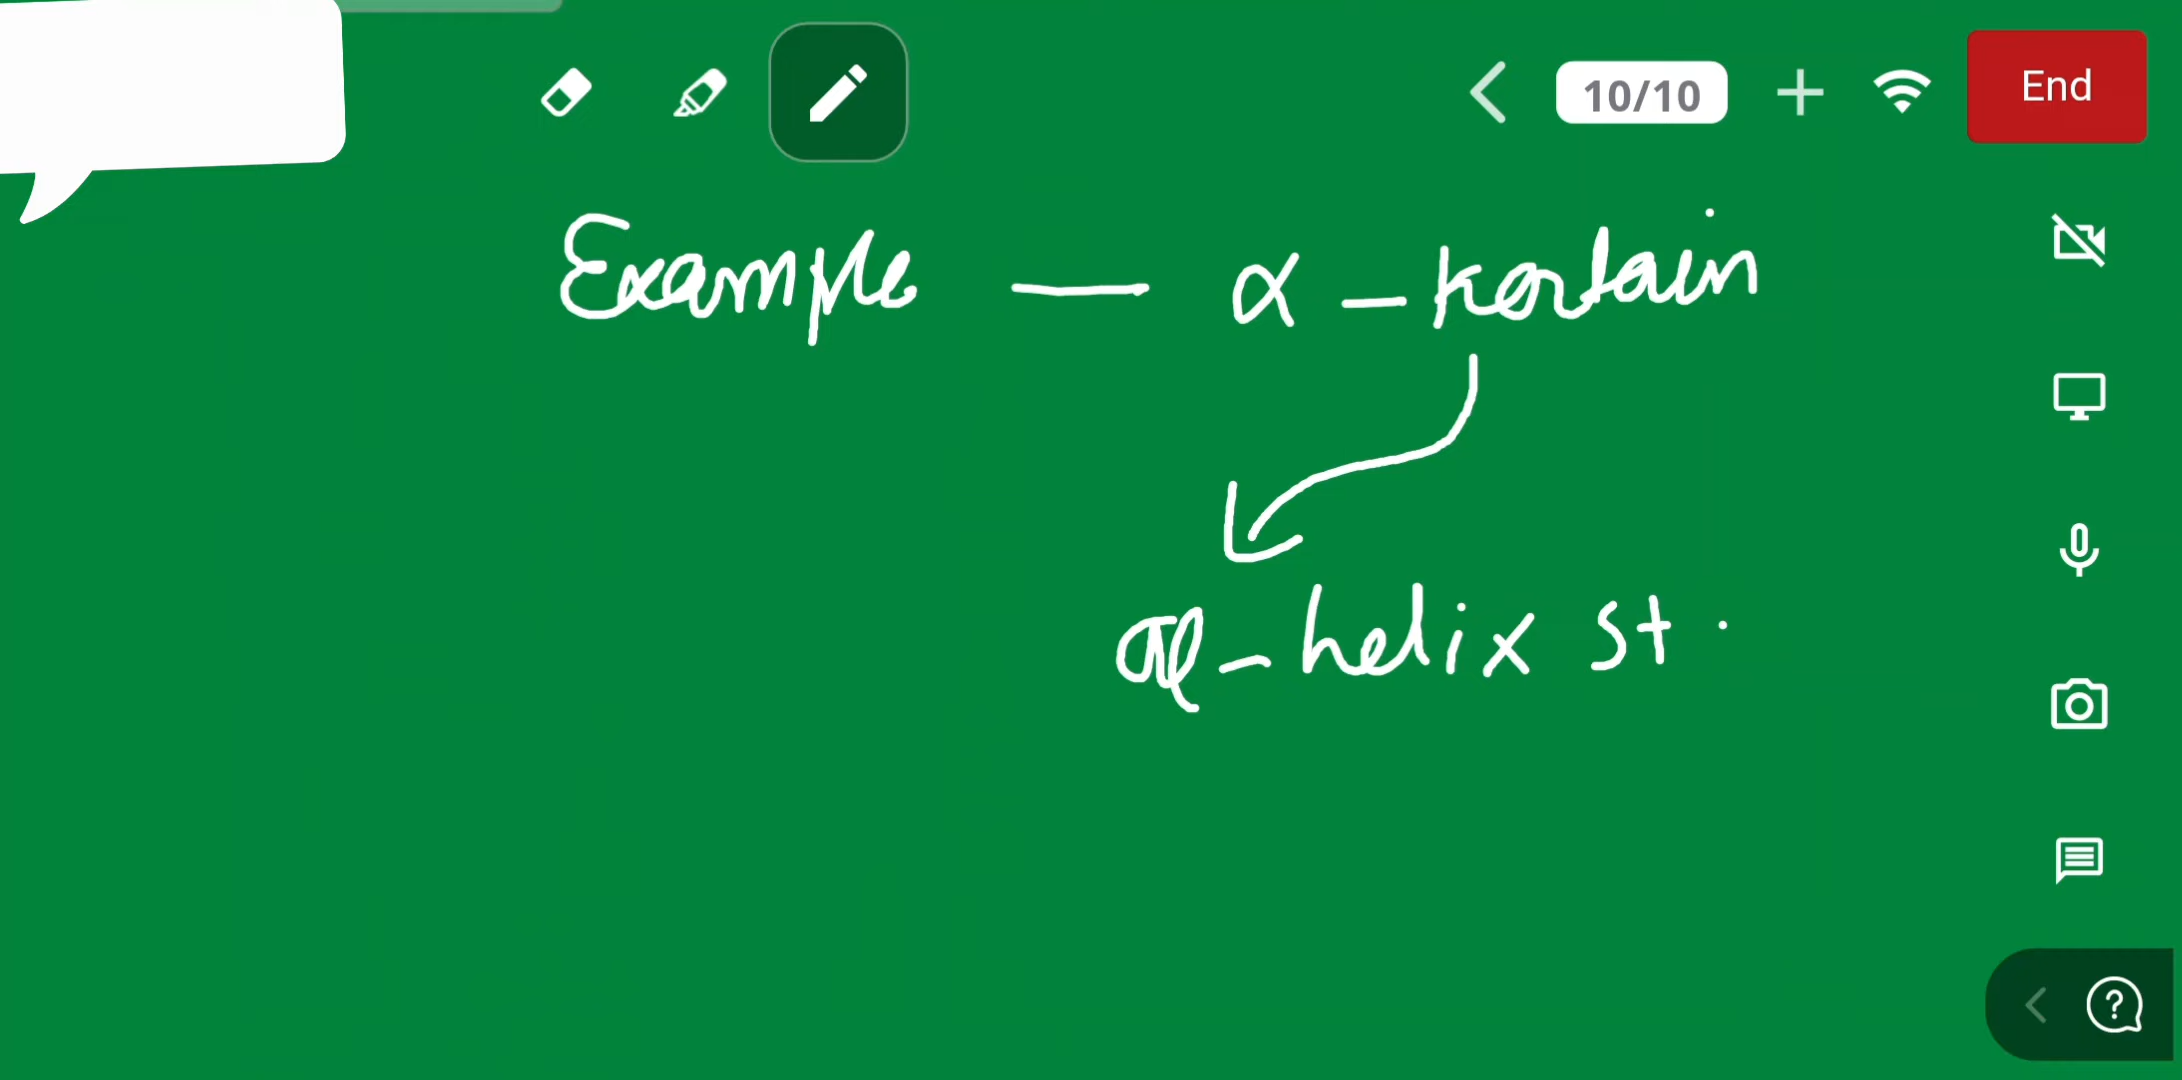 10/10
End
Example — α - kertain
α - helix st.